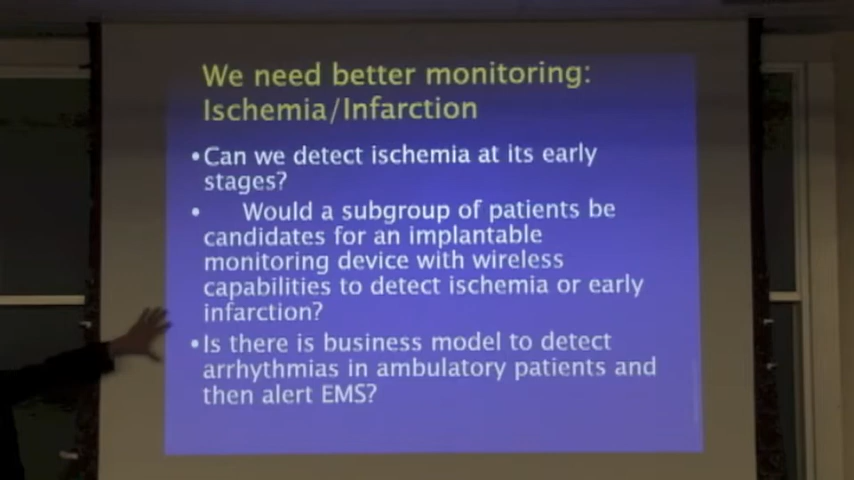 We need better monitoring:
Ischemia/Infarction
•Can we detect ischemia at its early
stages?
• Would a subgroup of patients be
candidates for an implantable
monitoring device with wireless
capabilities to detect ischemia or early
infarction?
•Is there is business model to detect
arrhythmias in ambulatory patients and
then alert EMS?